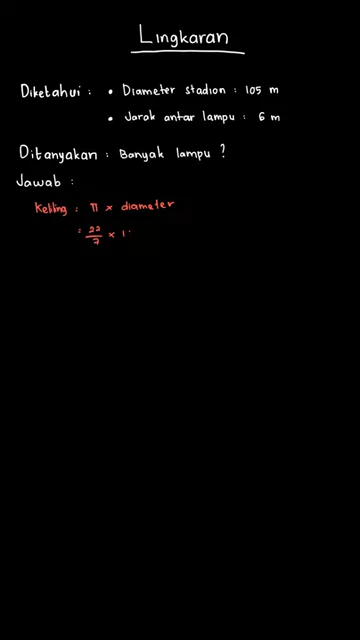 Lingkaran
Diketahui : • Diameter stadion : 105 m
• Jarak antar lampu : 6 m
Ditanyakan : Banyak lampu ?
Jawab :
Keliling : π × diameter
= 22/7 × 1